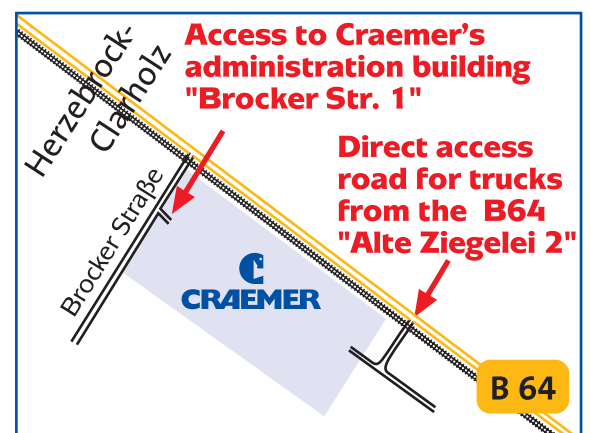 Access to Craemer's
administration building
"Brocker Str. 1"
Herzebrock-
Clarholz
Direct access
road for trucks
from the B64
"Alte Ziegelei 2"
Brocker Straße
CRAEMER
B 64